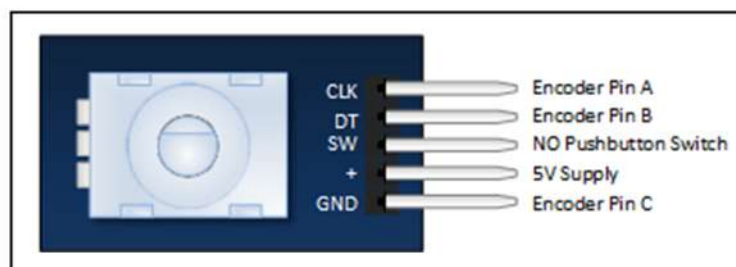 CLK Encoder Pin A
DT Encoder Pin B
SW NO Pushbutton Switch
+ 5V Supply
GND Encoder Pin C